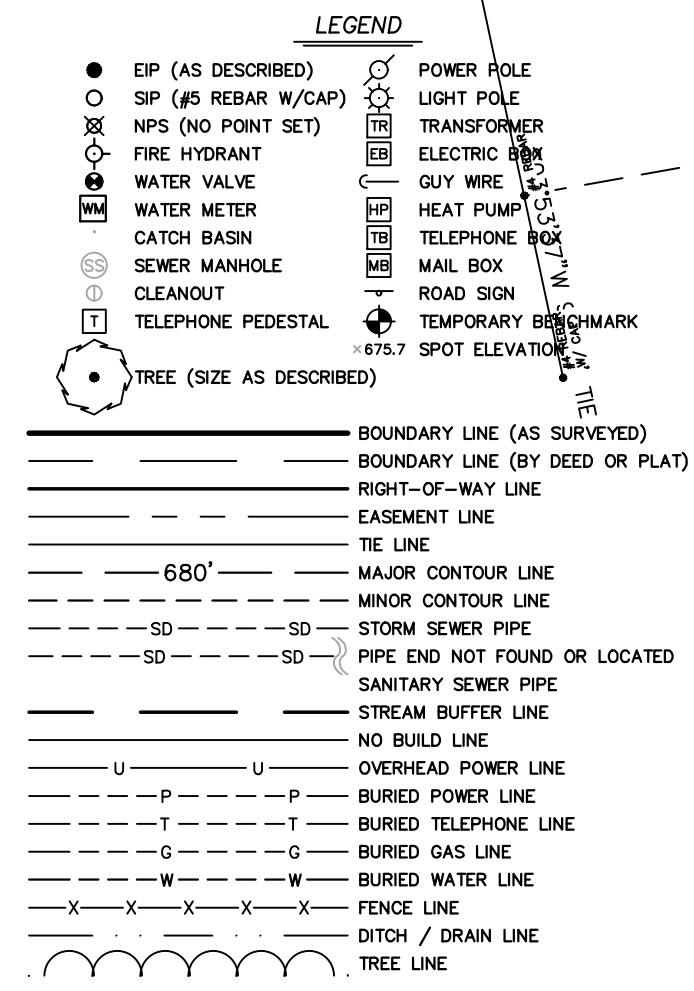 LEGEND
EIP (AS DESCRIBED)
POWER POLE
SIP (#5 REBAR W/CAP)
LIGHT POLE
NPS (NO POINT SET)
TR TRANSFORMER
FIRE HYDRANT
EB ELECTRIC BOX
WATER VALVE
GUY WIRE
WM WATER METER
HP HEAT PUMP
CATCH BASIN
TB TELEPHONE BOX
SS SEWER MANHOLE
MB MAIL BOX
CLEANOUT
ROAD SIGN
T TELEPHONE PEDESTAL
TEMPORARY BENCHMARK
×675.7 SPOT ELEVATION
TREE (SIZE AS DESCRIBED)
#4 REBAR
#4 REBAR
W/ CAP
TIE
BOUNDARY LINE (AS SURVEYED)
BOUNDARY LINE (BY DEED OR PLAT)
RIGHT-OF-WAY LINE
EASEMENT LINE
TIE LINE
680' MAJOR CONTOUR LINE
MINOR CONTOUR LINE
SD SD STORM SEWER PIPE
SD SD PIPE END NOT FOUND OR LOCATED
SANITARY SEWER PIPE
STREAM BUFFER LINE
NO BUILD LINE
U U OVERHEAD POWER LINE
P P BURIED POWER LINE
T T BURIED TELEPHONE LINE
G G BURIED GAS LINE
W W BURIED WATER LINE
X X X X X FENCE LINE
DITCH / DRAIN LINE
TREE LINE